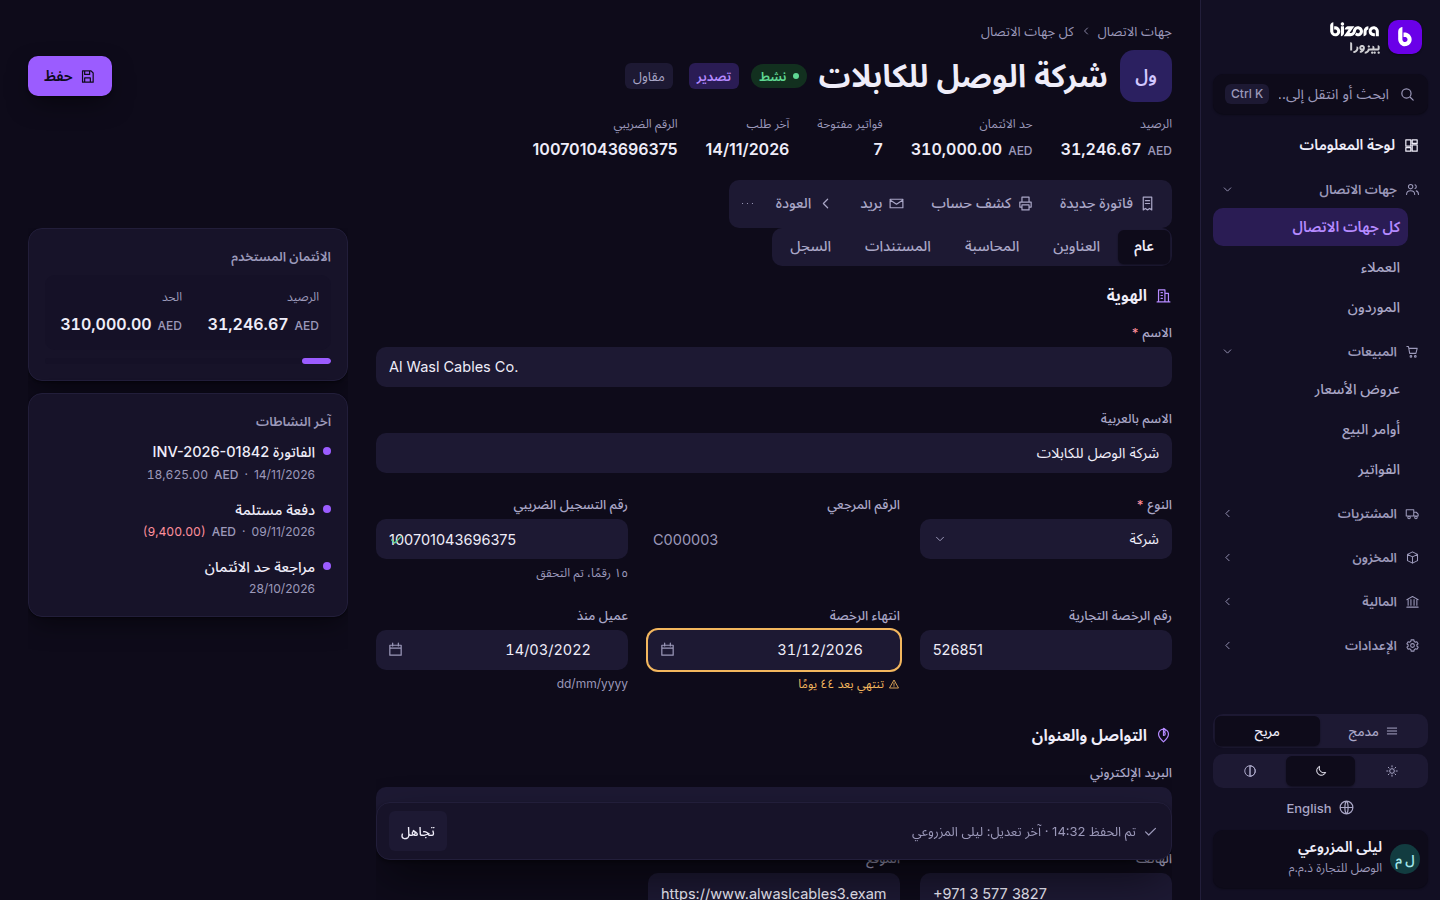 bizora
بيزورا
ابحث أو انتقل إلى.. Ctrl K
لوحة المعلومات
جهات الاتصال
كل جهات الاتصال
العملاء
الموردون
المبيعات
عروض الأسعار
أوامر البيع
الفواتير
المشتريات
المخزون
المالية
الإعدادات
مدمج
مريح
English
ل م
ليلى المزروعي
الوصل للتجارة ذ.م.م
جهات الاتصال
كل جهات الاتصال
ول
شركة الوصل للكابلات
نشط
تصدير
مقاول
حفظ
الرصيد
AED 31,246.67
حد الائتمان
AED 310,000.00
فواتير مفتوحة
7
آخر طلب
14/11/2026
الرقم الضريبي
100701043696375
فاتورة جديدة
كشف حساب
بريد
العودة
...
عام
العناوين
المحاسبة
المستندات
السجل
الهوية
الاسم *
Al Wasl Cables Co.
الاسم بالعربية
شركة الوصل للكابلات
النوع *
شركة
الرقم المرجعي
C000003
رقم التسجيل الضريبي
100701043696375
١٥ رقمًا، تم التحقق
رقم الرخصة التجارية
526851
انتهاء الرخصة
31/12/2026
تنتهي بعد ٤٤ يومًا
عميل منذ
14/03/2022
dd/mm/yyyy
التواصل والعنوان
البريد الإلكتروني
تم الحفظ 14:32 · آخر تعديل: ليلى المزروعي
تجاهل
الهاتف
+971 3 577 3827
الموقع
https://www.alwaslcables3.exam
الائتمان المستخدم
الرصيد
AED 31,246.67
الحد
AED 310,000.00
آخر النشاطات
الفاتورة INV-2026-01842
14/11/2026 · AED 18,625.00
دفعة مستلمة
09/11/2026 · AED (9,400.00)
مراجعة حد الائتمان
28/10/2026